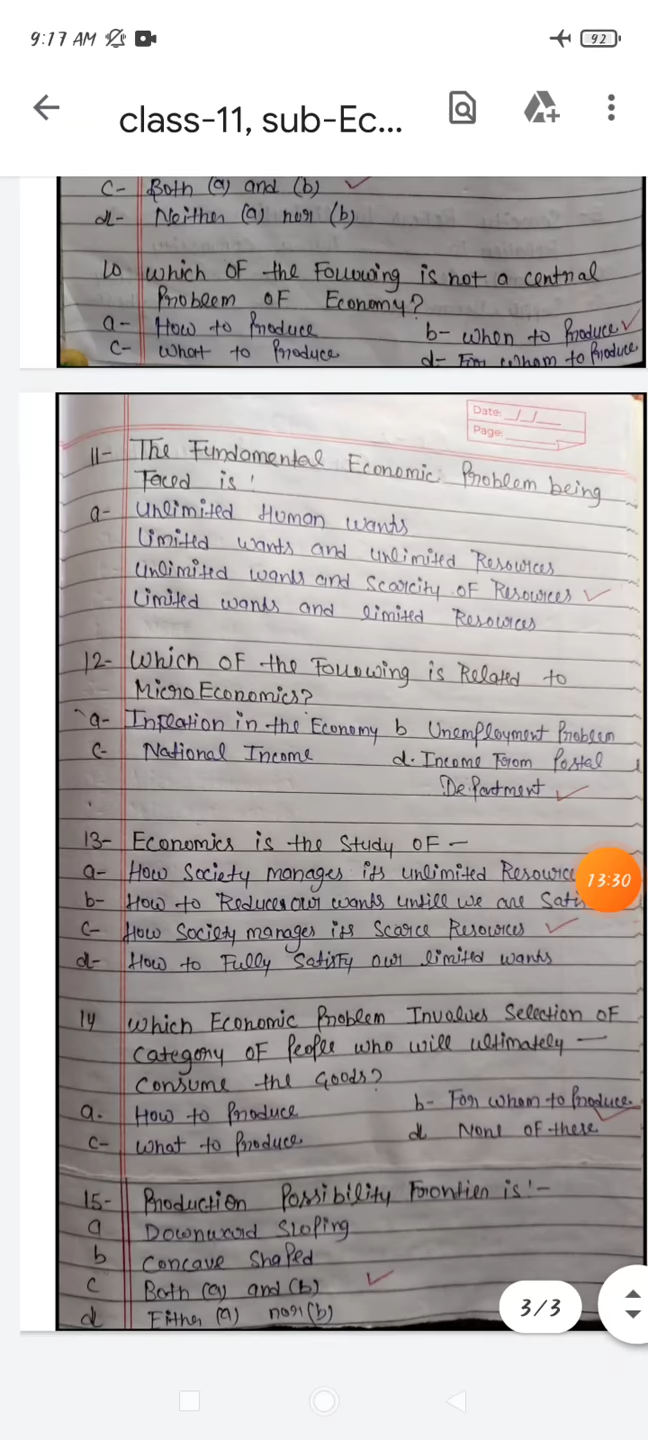 9:17 AM
92
class-11, sub-Ec...
c- Both (a) and (b) ✓
d- Neither (a) nor (b)
10 which OF the Following is not a central
Problem OF Economy?
a- How to Produce b- when to Produce ✓
c- what to Produce d- For whom to Produce
Date: __/__/__
Page: ____
11- The Fundamental Economic Problem being
Faced is!
a- Unlimited Human wants
Limited wants and unlimited Resources
Unlimited wants and Scarcity of Resources ✓
Limited wants and limited Resources
12- Which OF the Following is Related to
Micro Economics?
a- Inflation in the Economy b Unemployment Problem
c- National Income d. Income From Postal
Department ✓
13- Economics is the Study OF -
a- How Society manages its unlimited Resource
13:30
b- How to Reduces our wants untill we are Satis
c- How Society manages its Scarce Resources ✓
d- How to Fully Satisfy our limited wants
14 which Economic Problem Involves Selection OF
category OF People who will ultimately —
Consume the Goods?
a. How to Produce b- For whom to Produce ✓
c- what to Produce d None of these
15- Production Possibility Frontier is!-
a Downward Sloping
b Concave Shaped
c Both (a) and (b) ✓
d Either (a) nor (b)
3/3